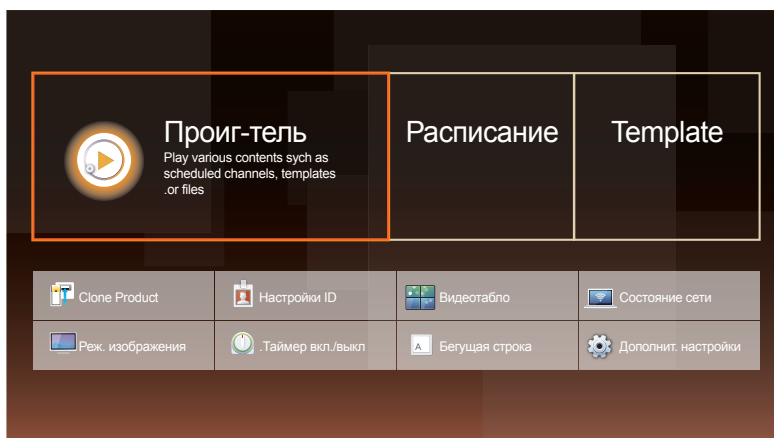 Проиг-тель
Play various contents sych as
scheduled channels, templates
.or files
Расписание
Template
Clone Product
Настройки ID
Видеотабло
Состояние сети
Реж. изображения
.Таймер вкл./выкл
A
Бегущая строка
Дополнит. настройки